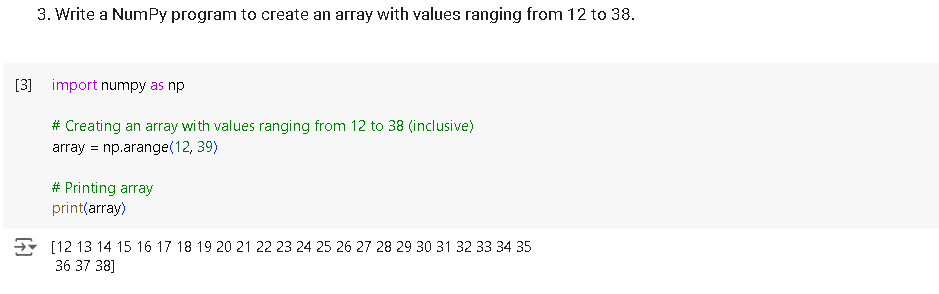 3. Write a NumPy program to create an array with values ranging from 12 to 38.
[3] import numpy as np
# Creating an array with values ranging from 12 to 38 (inclusive)
array = np.arange(12, 39)
# Printing array
print(array)
[12 13 14 15 16 17 18 19 20 21 22 23 24 25 26 27 28 29 30 31 32 33 34 35
36 37 38]